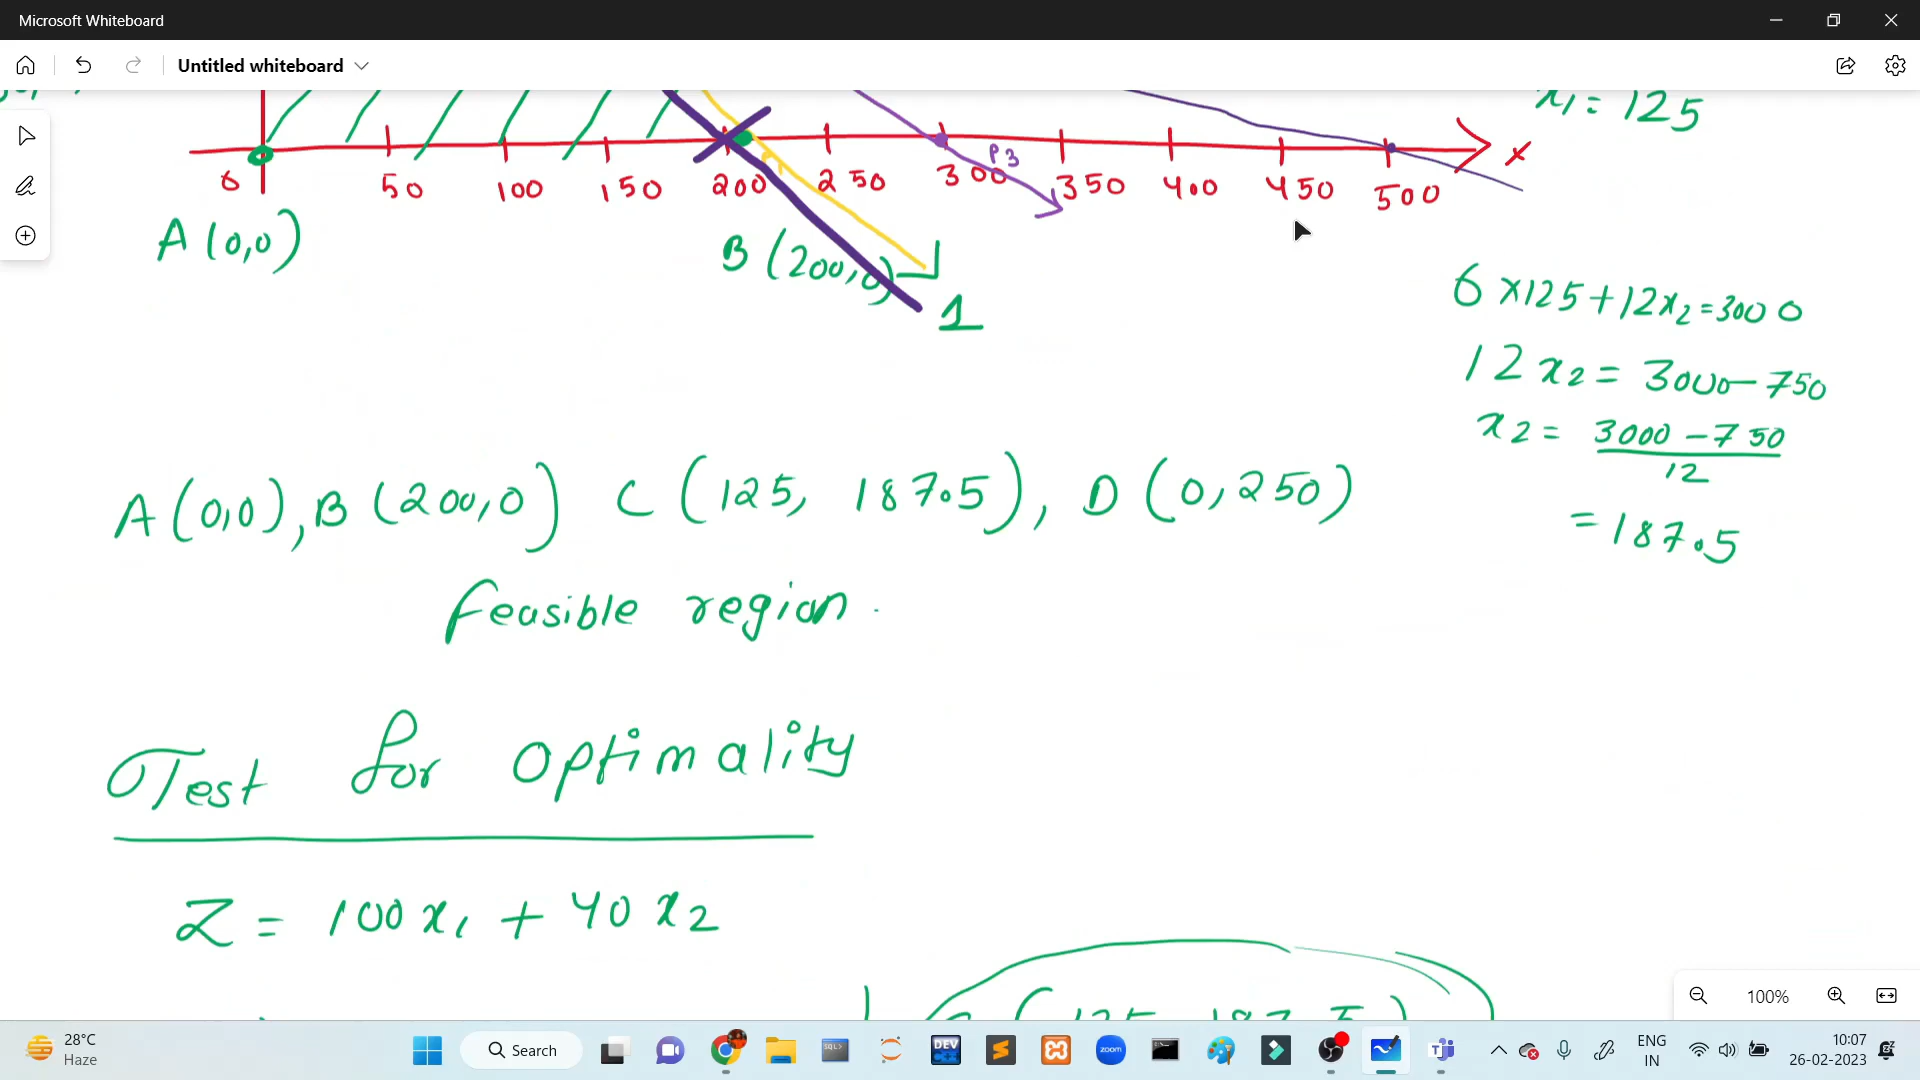 Microsoft Whiteboard
Untitled whiteboard
x₁ = 125
0 50 100 150 200 250 300 350 400 450 500 x
P3
A (0,0)
B (200,0)
1
6 x125 + 12x₂ = 3000
12 x₂ = 3000 - 750
x₂ = 3000 - 750
12
= 187.5
A (0,0), B (200,0) C (125, 187.5), D (0, 250)
feasible region.
Test for optimality
Z = 100 x₁ + 40 x₂
100%
28°C
Haze
Search
SQL>
DEV
C++
zoom
ENG
IN
10:07
26-02-2023